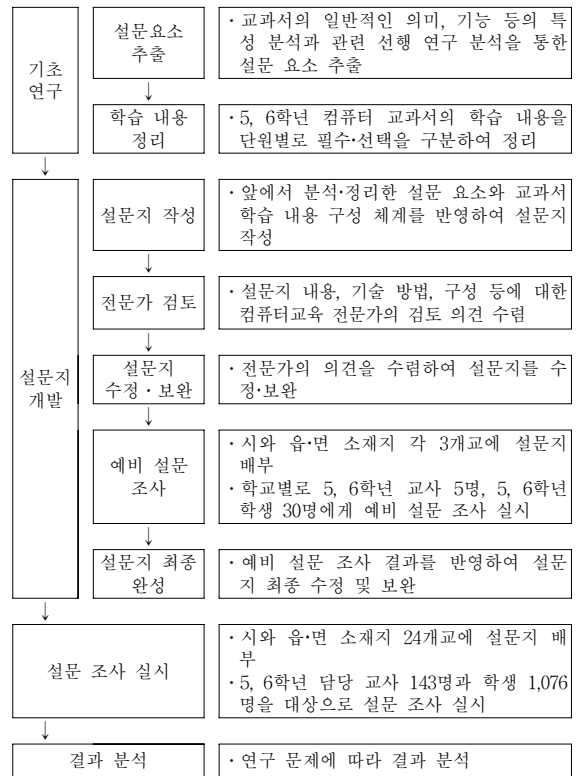 기초
연구
설문요소
추출
· 교과서의 일반적인 의미, 기능 등의 특
성 분석과 관련 선행 연구 분석을 통한
설문 요소 추출
↓
학습 내용
정리
· 5, 6학년 컴퓨터 교과서의 학습 내용을
단원별로 필수·선택을 구분하여 정리
↓
설문지
개발
설문지 작성
· 앞에서 분석·정리한 설문 요소와 교과서
학습 내용 구성 체계를 반영하여 설문지
작성
↓
전문가 검토
· 설문지 내용, 기술 방법, 구성 등에 대한
컴퓨터교육 전문가의 검토 의견 수렴
↓
설문지
수정 · 보완
· 전문가의 의견을 수렴하여 설문지를 수
정·보완
↓
예비 설문
조사
· 시와 읍·면 소재지 각 3개교에 설문지
배부
· 학교별로 5, 6학년 교사 5명, 5, 6학년
학생 30명에게 예비 설문 조사 실시
↓
설문지 최종
완성
· 예비 설문 조사 결과를 반영하여 설문
지 최종 수정 및 보완
↓
설문 조사 실시
· 시와 읍·면 소재지 24개교에 설문지 배
부
· 5, 6학년 담당 교사 143명과 학생 1,076
명을 대상으로 설문 조사 실시
↓
결과 분석
· 연구 문제에 따라 결과 분석